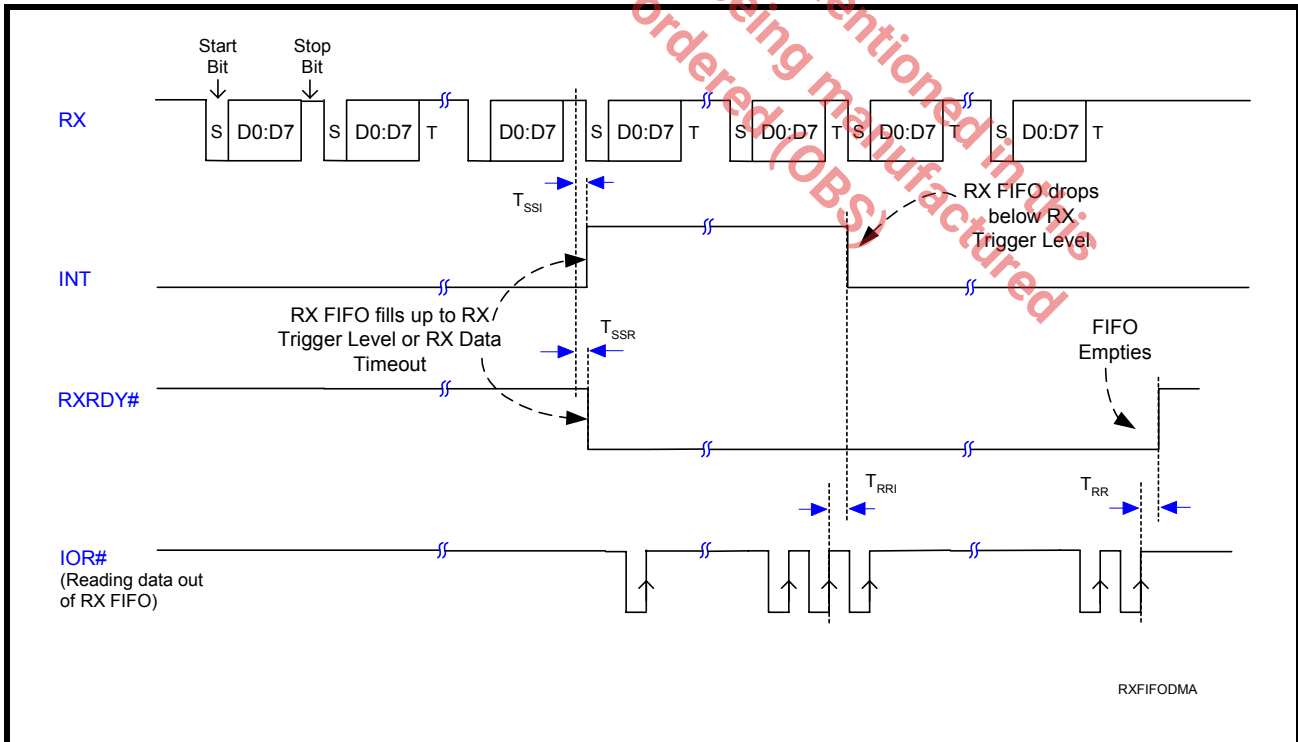 mentioned in this
being manufactured
ordered (OBS)
Start
Bit
Stop
Bit
RX
S D0:D7 S D0:D7 T D0:D7 S D0:D7 T S D0:D7 T S D0:D7 T S D0:D7 T
TSSI
RX FIFO drops
below RX
Trigger Level
INT
RX FIFO fills up to RX
Trigger Level or RX Data
Timeout
TSSR
FIFO
Empties
RXRDY#
TRRI
TRR
IOR#
(Reading data out
of RX FIFO)
RXFIFODMA